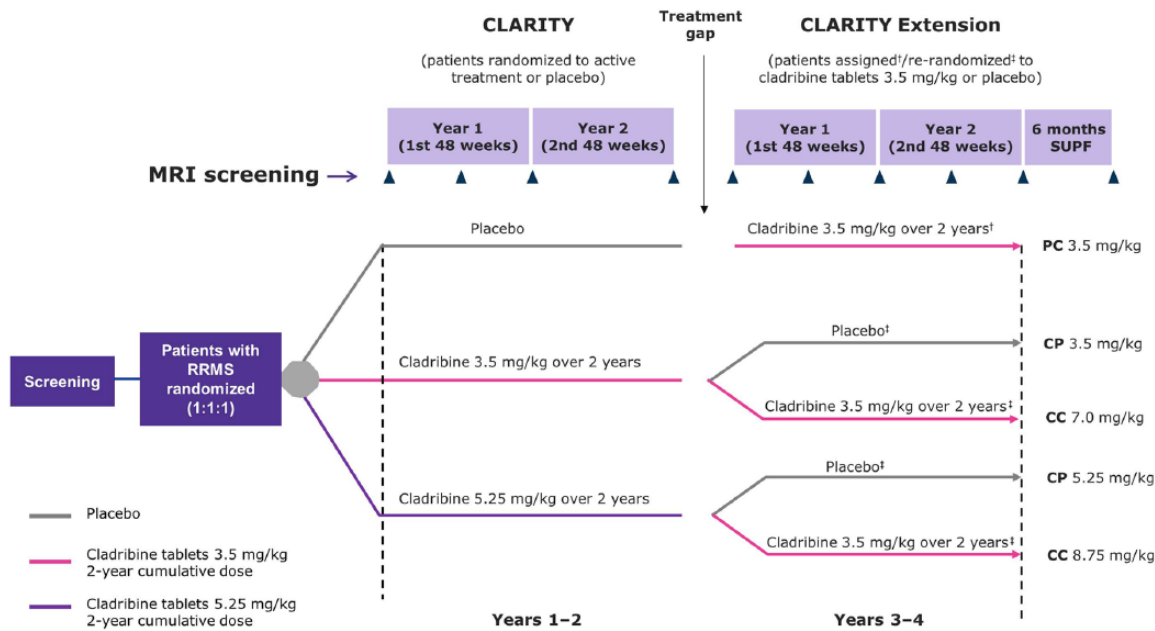 CLARITY
(patients randomized to active
treatment or placebo)
Treatment
gap
CLARITY Extension
(patients assigned†/re-randomized‡ to
cladribine tablets 3.5 mg/kg or placebo)
Year 1
(1st 48 weeks)
Year 2
(2nd 48 weeks)
Year 1
(1st 48 weeks)
Year 2
(2nd 48 weeks)
6 months
SUPF
MRI screening
Placebo
Cladribine 3.5 mg/kg over 2 years†
PC 3.5 mg/kg
Screening
Patients with
RRMS
randomized
(1:1:1)
Cladribine 3.5 mg/kg over 2 years
Placebo‡
CP 3.5 mg/kg
Cladribine 3.5 mg/kg over 2 years‡
CC 7.0 mg/kg
Cladribine 5.25 mg/kg over 2 years
Placebo‡
CP 5.25 mg/kg
Cladribine 3.5 mg/kg over 2 years‡
CC 8.75 mg/kg
Placebo
Cladribine tablets 3.5 mg/kg
2-year cumulative dose
Cladribine tablets 5.25 mg/kg
2-year cumulative dose
Years 1–2
Years 3–4